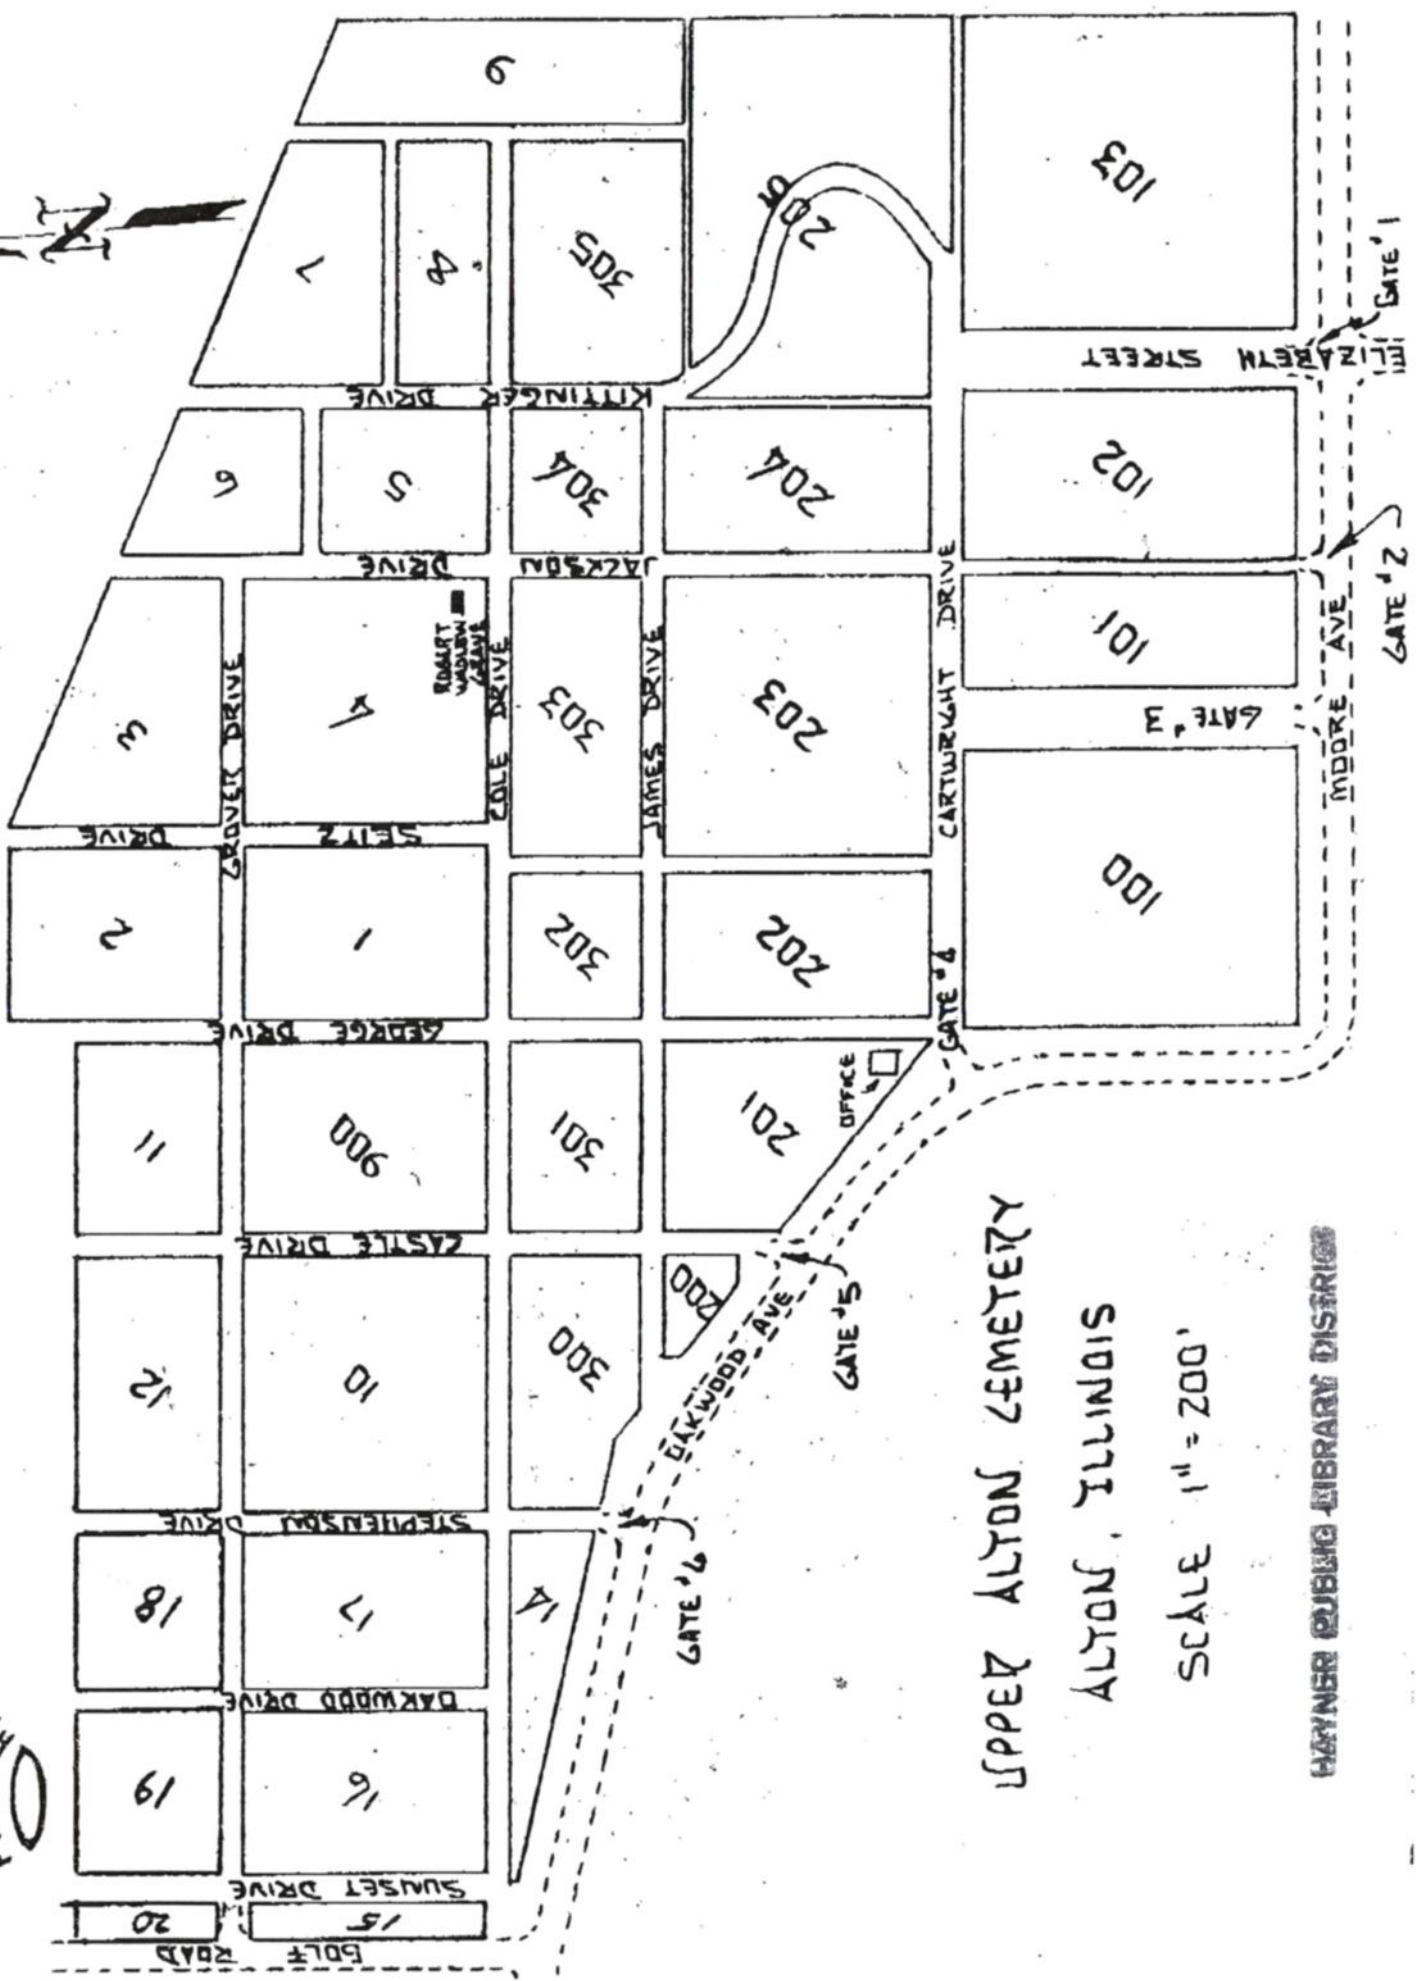 UPPER ALTON CEMETERY
ALTON, ILLINOIS
SCALE 1" = 200'
HAYNER PUBLIC LIBRARY DISTRICT
N
ELIZABETH STREET
GATE #1
GATE #2
GATE #3
GATE #4
GATE #5
GATE #6
MOORE AVE
OAKWOOD AVE
CARTWRIGHT DRIVE
JAMES DRIVE
COLE DRIVE
GROVER DRIVE
KITTINGER DRIVE
JACKSON DRIVE
SEITZ DRIVE
GEORGE DRIVE
CASTLE DRIVE
STEPHENSON DRIVE
OAKWOOD DRIVE
SUNSET DRIVE
GOLF ROAD
OFFICE
ROBERT
WADLOW
GRAVE
103
102
101
100
205
204
203
202
201
200
305
304
303
302
301
300
9
8
7
6
5
4
3
2
1
900
11
10
12
14
17
18
16
19
15
20